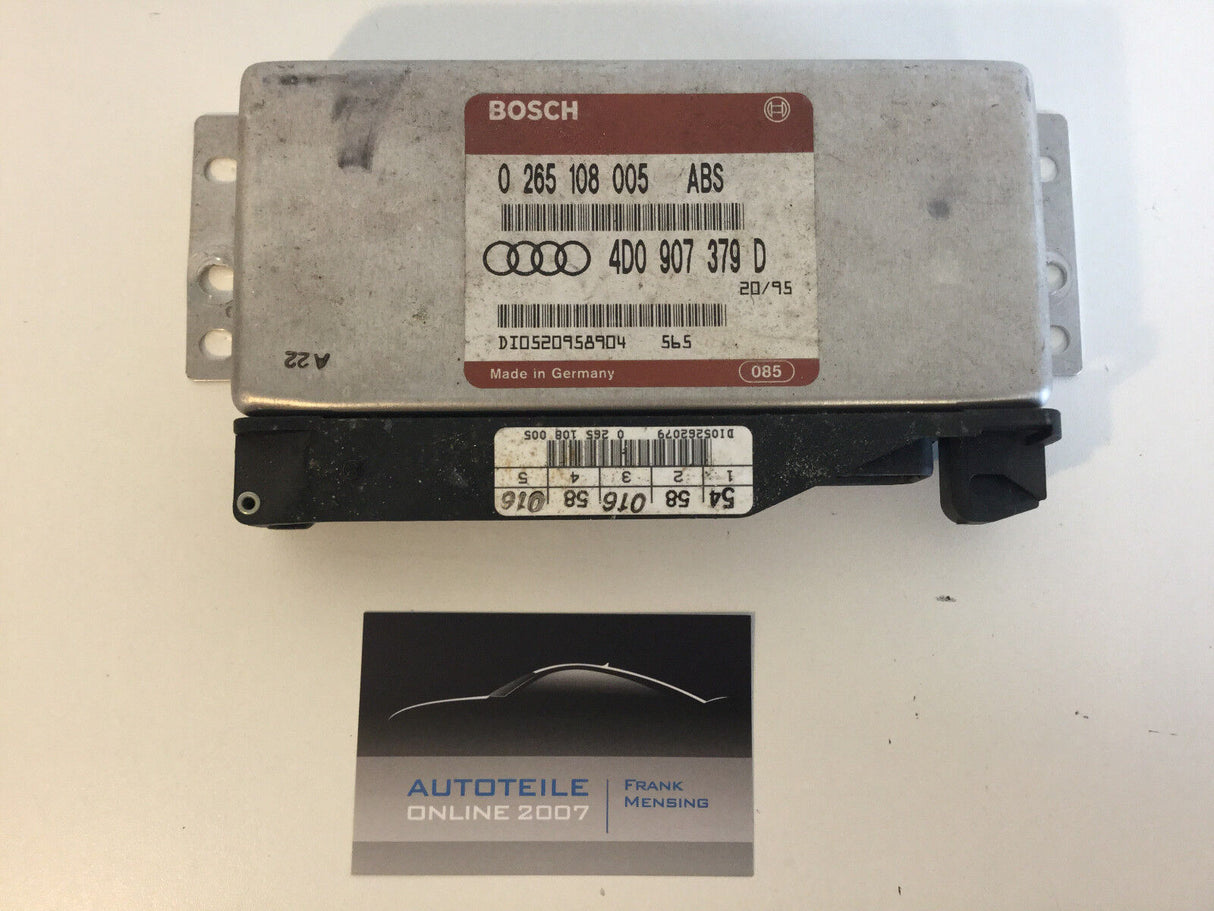 BOSCH
0 265 108 005 ABS
4D0 907 379 D
20/95
DI0520958904 565
Made in Germany 085
A22
DI05262079 0 265 108 005
1 2 3 4 5
54 58 016 58 016
AUTOTEILE
ONLINE 2007
FRANK
MENSING